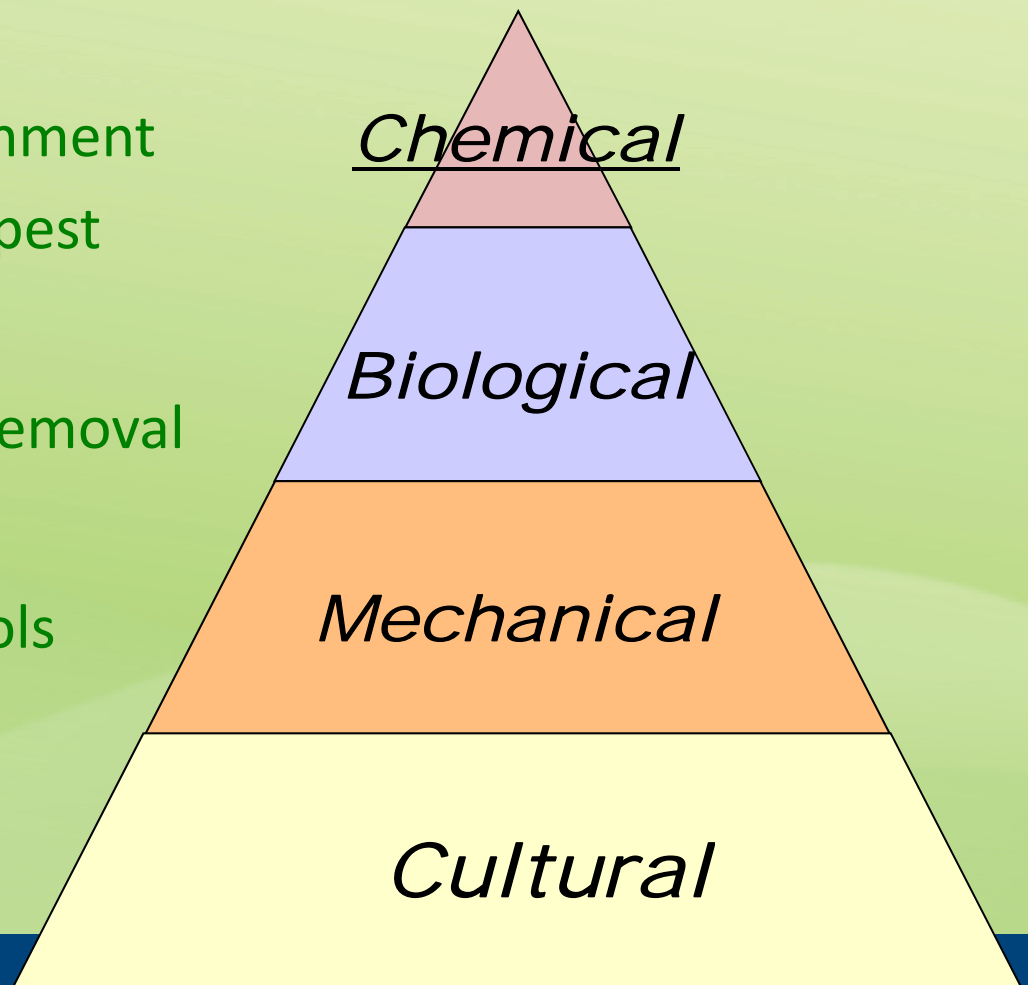 nment
pest
emoval
ols
Chemical
Biological
Mechanical
Cultural